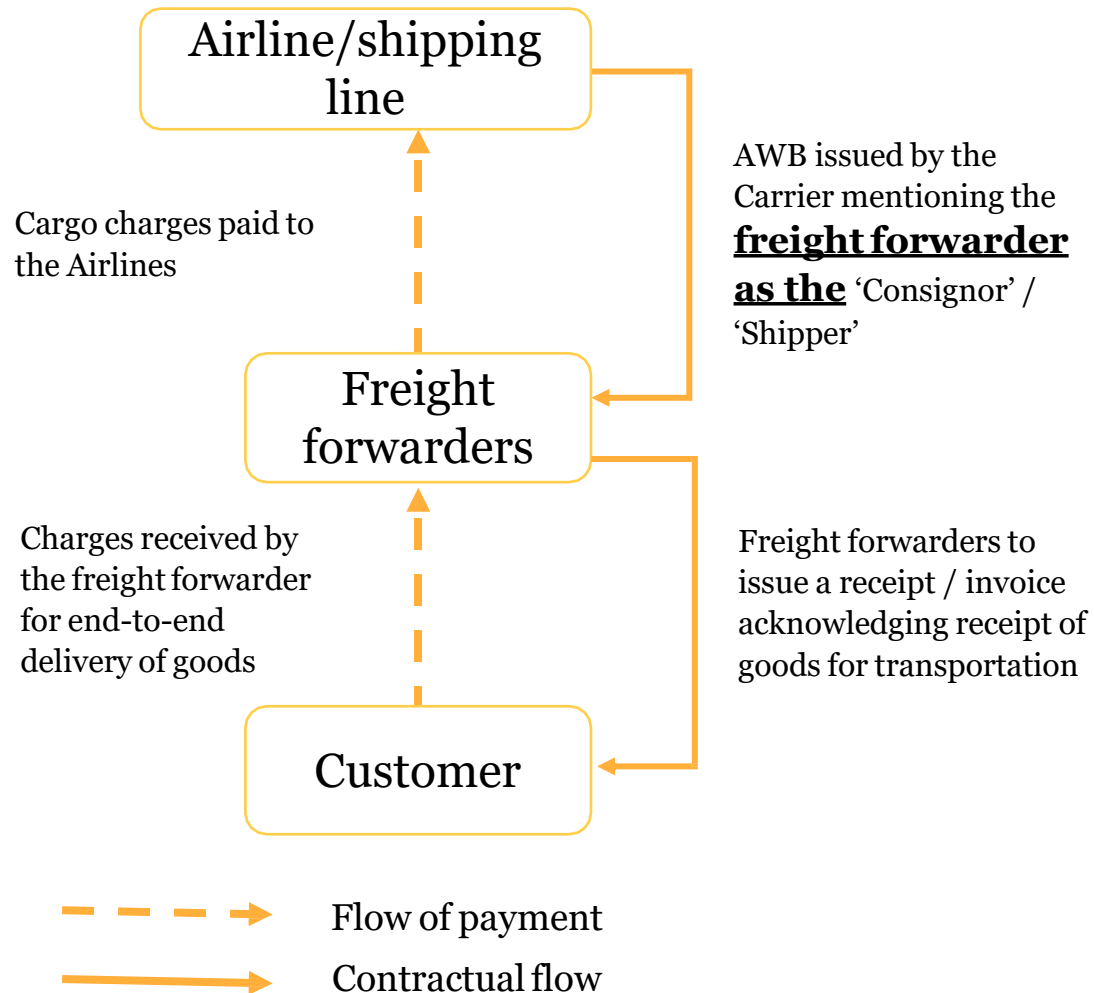 Airline/shipping
line
Cargo charges paid to
the Airlines
AWB issued by the
Carrier mentioning the
freight forwarder
as the ‘Consignor’ /
‘Shipper’
Freight
forwarders
Charges received by
the freight forwarder
for end-to-end
delivery of goods
Freight forwarders to
issue a receipt / invoice
acknowledging receipt of
goods for transportation
Customer
Flow of payment
Contractual flow